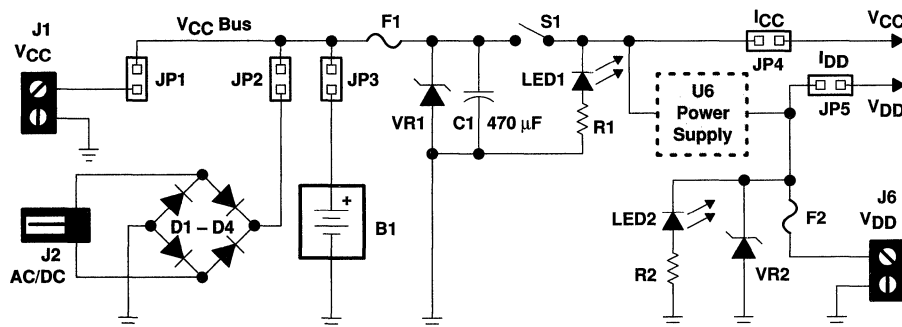 J1
VCC
VCC Bus
F1
S1
ICC
VCC
JP1
JP2
JP3
LED1
JP4
IDD
U6
Power
Supply
VR1
C1
470 μF
R1
JP5
VDD
J2
AC/DC
D1 – D4
+
B1
LED2
R2
VR2
F2
J6
VDD